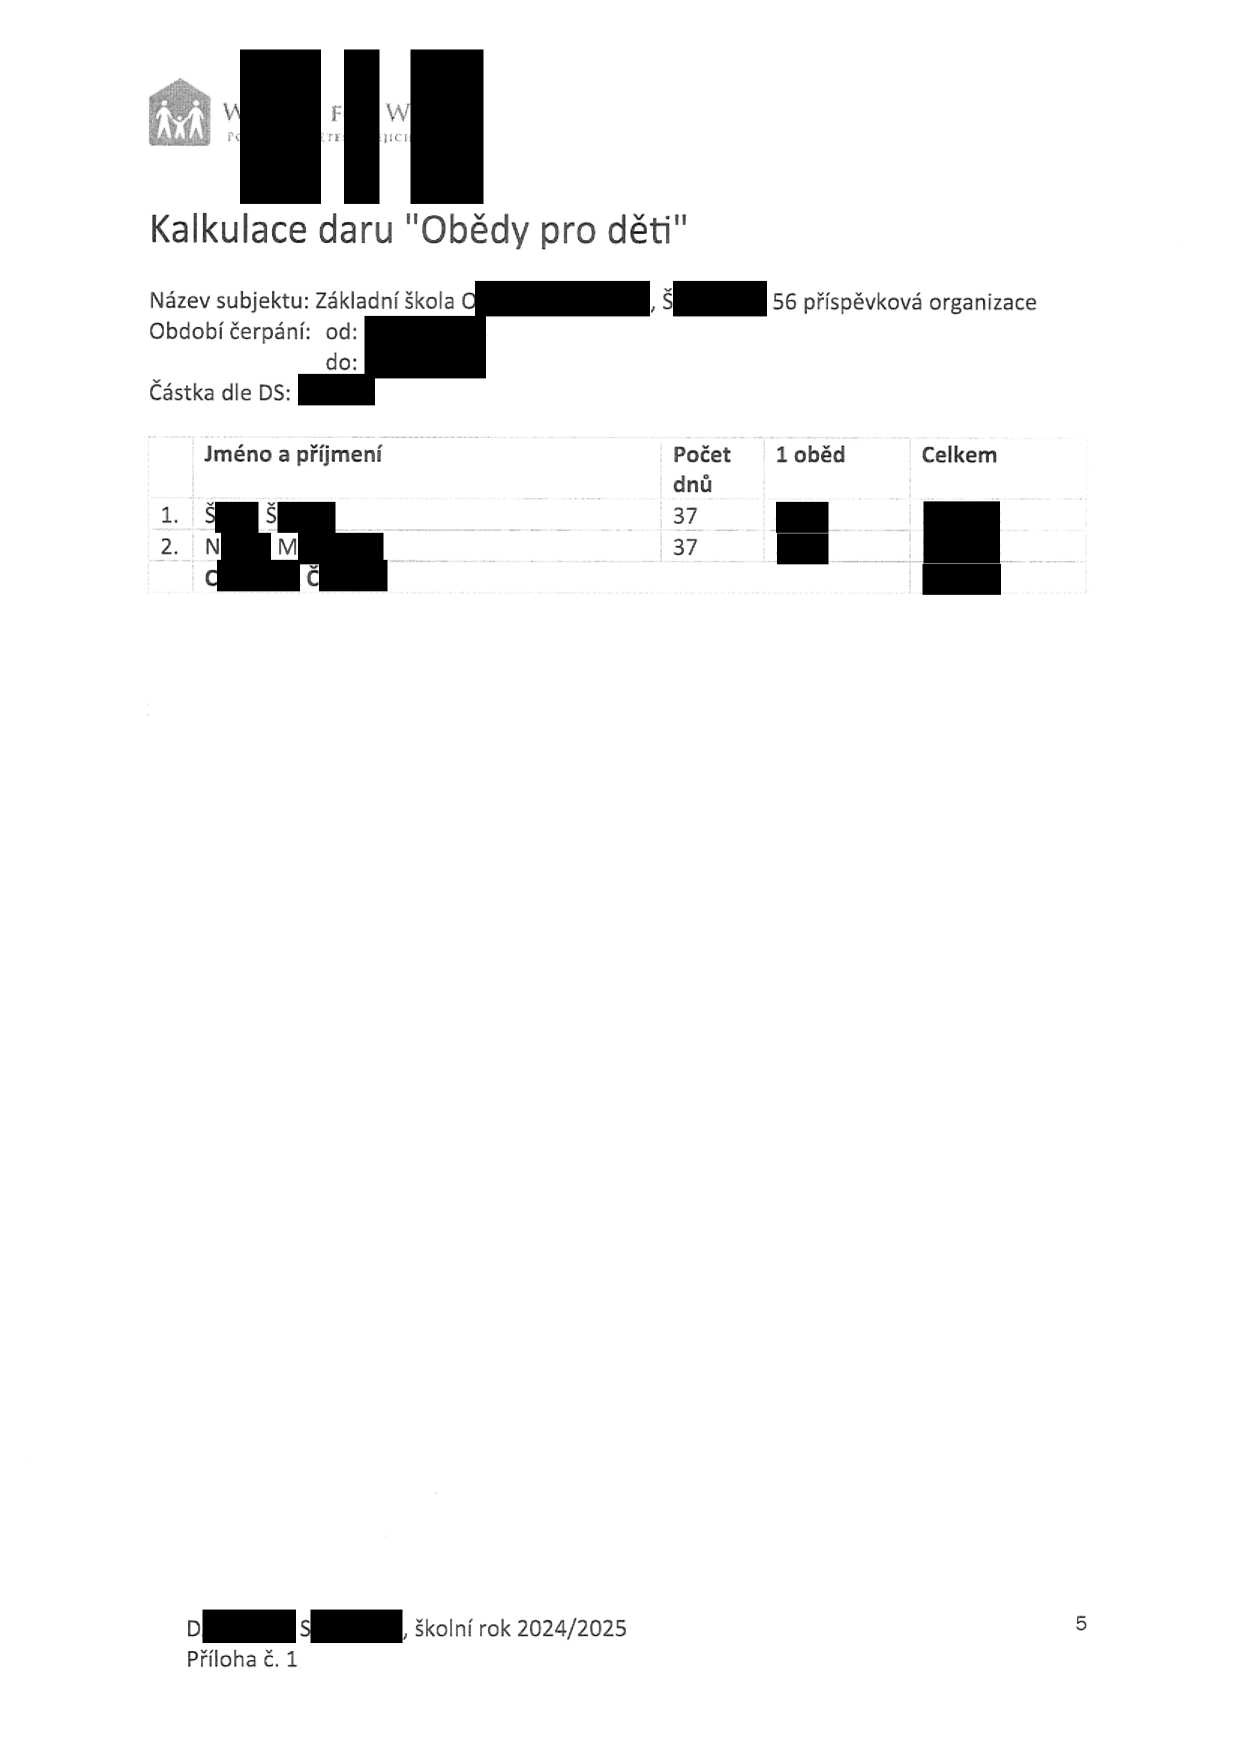 W F W
Kalkulace daru "Obědy pro děti"
Název subjektu: Základní škola O , Š 56 příspěvková organizace
Období čerpání: od:
do:
Částka dle DS:
Jméno a příjmení Počet dnů 1 oběd Celkem
1. Š Š 37
2. N M 37
C Č
D S , školní rok 2024/2025 5
Příloha č. 1